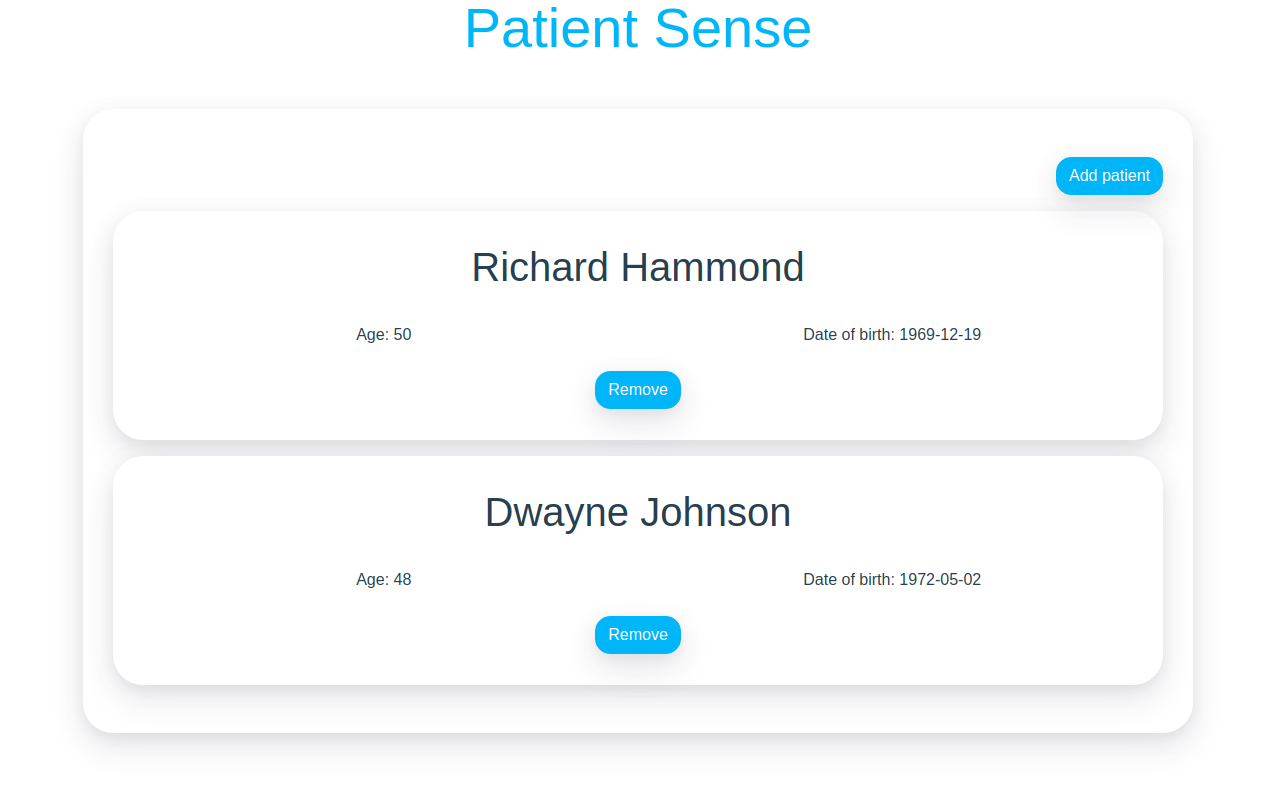 Patient Sense
Add patient
Richard Hammond
Age: 50 Date of birth: 1969-12-19
Remove
Dwayne Johnson
Age: 48 Date of birth: 1972-05-02
Remove